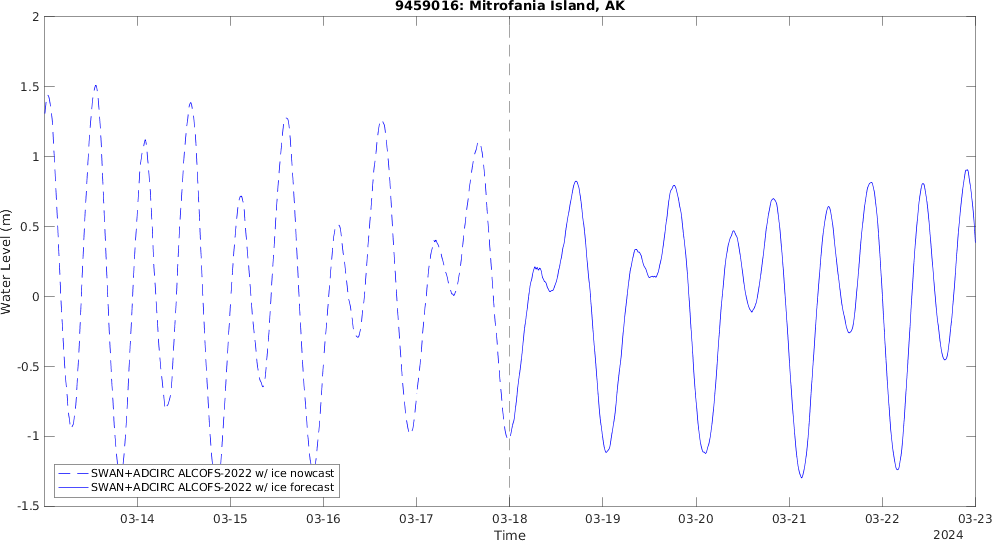 9459016: Mitrofania Island, AK
2
1.5
1
0.5
0
-0.5
-1
-1.5
Water Level (m)
SWAN+ADCIRC ALCOFS-2022 w/ ice nowcast
SWAN+ADCIRC ALCOFS-2022 w/ ice forecast
03-14 03-15 03-16 03-17 03-18 03-19 03-20 03-21 03-22 03-23
Time
2024